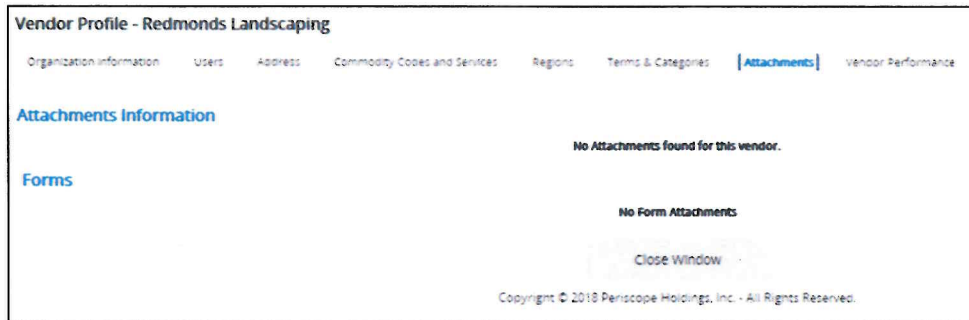 Vendor Profile - Redmonds Landscaping
Organization Information Users Address Commodity Codes and Services Regions Terms & Categories Attachments Vendor Performance
Attachments Information
No Attachments found for this vendor.
Forms
No Form Attachments
Close Window
Copyright © 2018 Periscope Holdings, Inc. - All Rights Reserved.